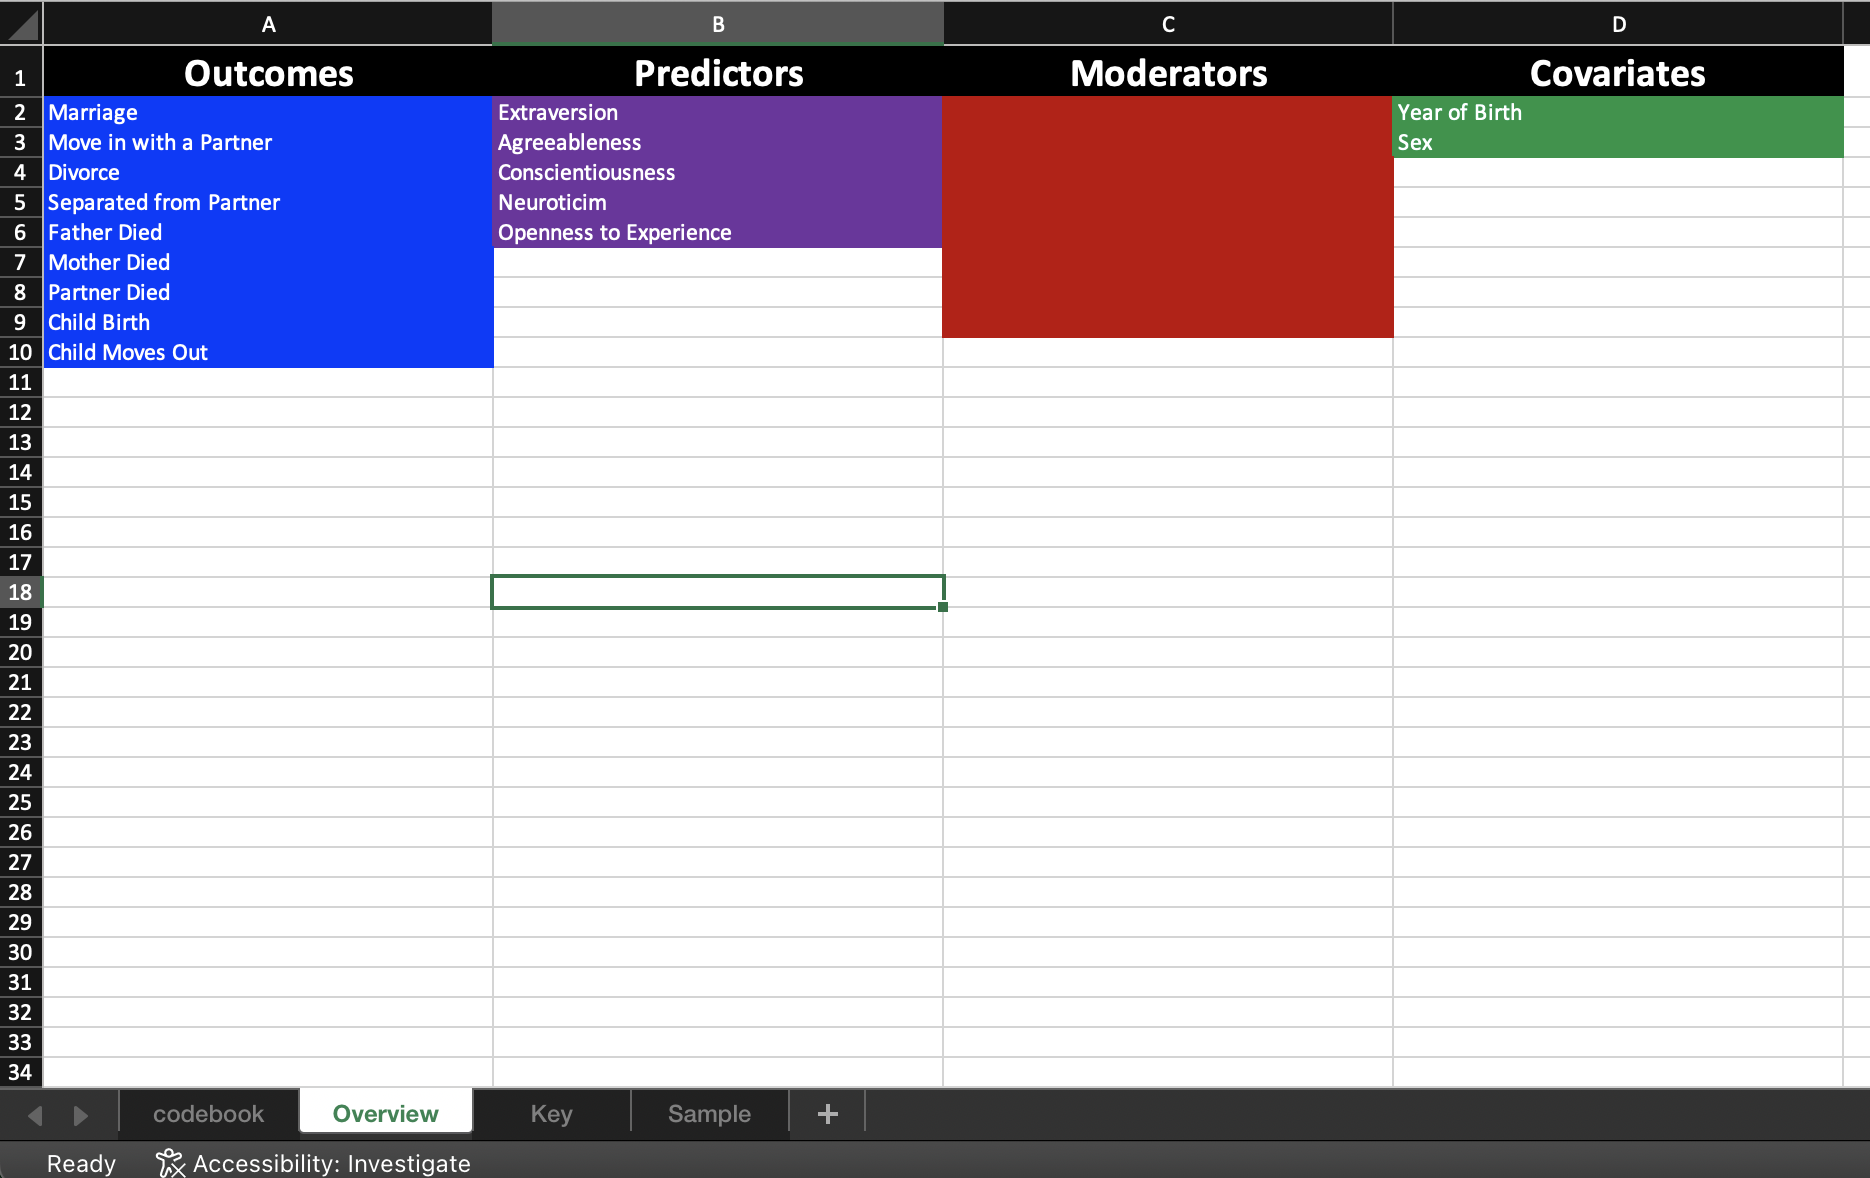 A B C D
1 Outcomes Predictors Moderators Covariates
2 Marriage Extraversion Year of Birth
3 Move in with a Partner Agreeableness Sex
4 Divorce Conscientiousness
5 Separated from Partner Neuroticim
6 Father Died Openness to Experience
7 Mother Died
8 Partner Died
9 Child Birth
10 Child Moves Out
11
12
13
14
15
16
17
18
19
20
21
22
23
24
25
26
27
28
29
30
31
32
33
34
codebook Overview Key Sample +
Ready Accessibility: Investigate